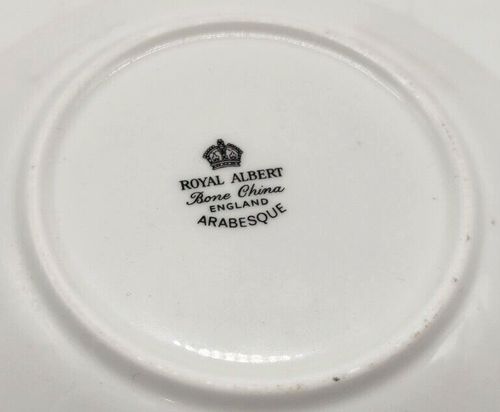 ROYAL ALBERT
Bone China
ENGLAND
ARABESQUE